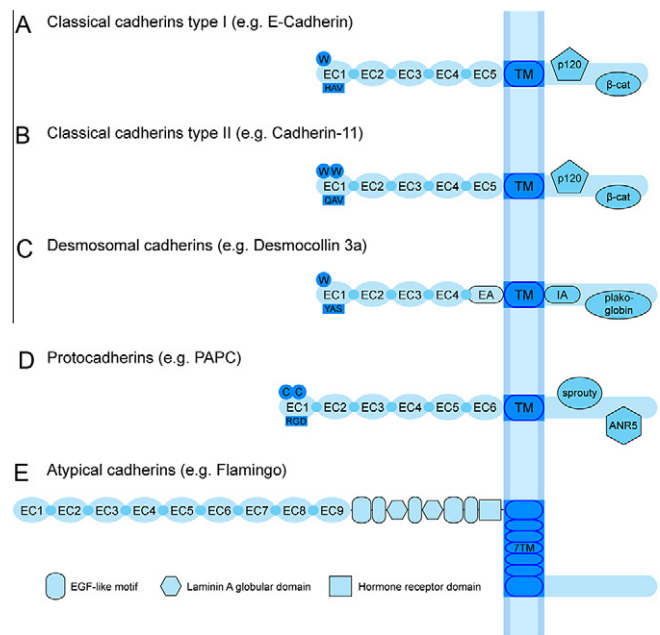 A Classical cadherins type I (e.g. E-Cadherin)
W
EC1 EC2 EC3 EC4 EC5 TM p120
HAV
β-cat
B Classical cadherins type II (e.g. Cadherin-11)
W W
EC1 EC2 EC3 EC4 EC5 TM p120
QAV
β-cat
C Desmosomal cadherins (e.g. Desmocollin 3a)
W
EC1 EC2 EC3 EC4 EA TM IA plako-
globin
YAS
D Protocadherins (e.g. PAPC)
C C
EC1 EC2 EC3 EC4 EC5 EC6 TM sprouty
RGD
ANR5
E Atypical cadherins (e.g. Flamingo)
EC1 EC2 EC3 EC4 EC5 EC6 EC7 EC8 EC9
7TM
EGF-like motif Laminin A globular domain Hormone receptor domain